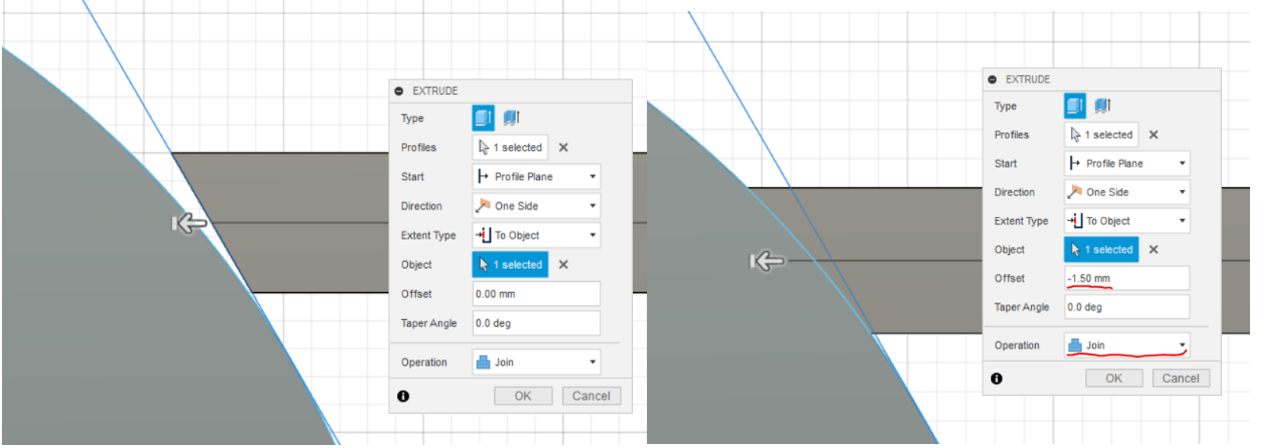 EXTRUDE
Type
Profiles 1 selected
Start Profile Plane
Direction One Side
Extent Type To Object
Object 1 selected
Offset 0.00 mm
Taper Angle 0.0 deg
Operation Join
OK Cancel
EXTRUDE
Type
Profiles 1 selected
Start Profile Plane
Direction One Side
Extent Type To Object
Object 1 selected
Offset -1.50 mm
Taper Angle 0.0 deg
Operation Join
OK Cancel